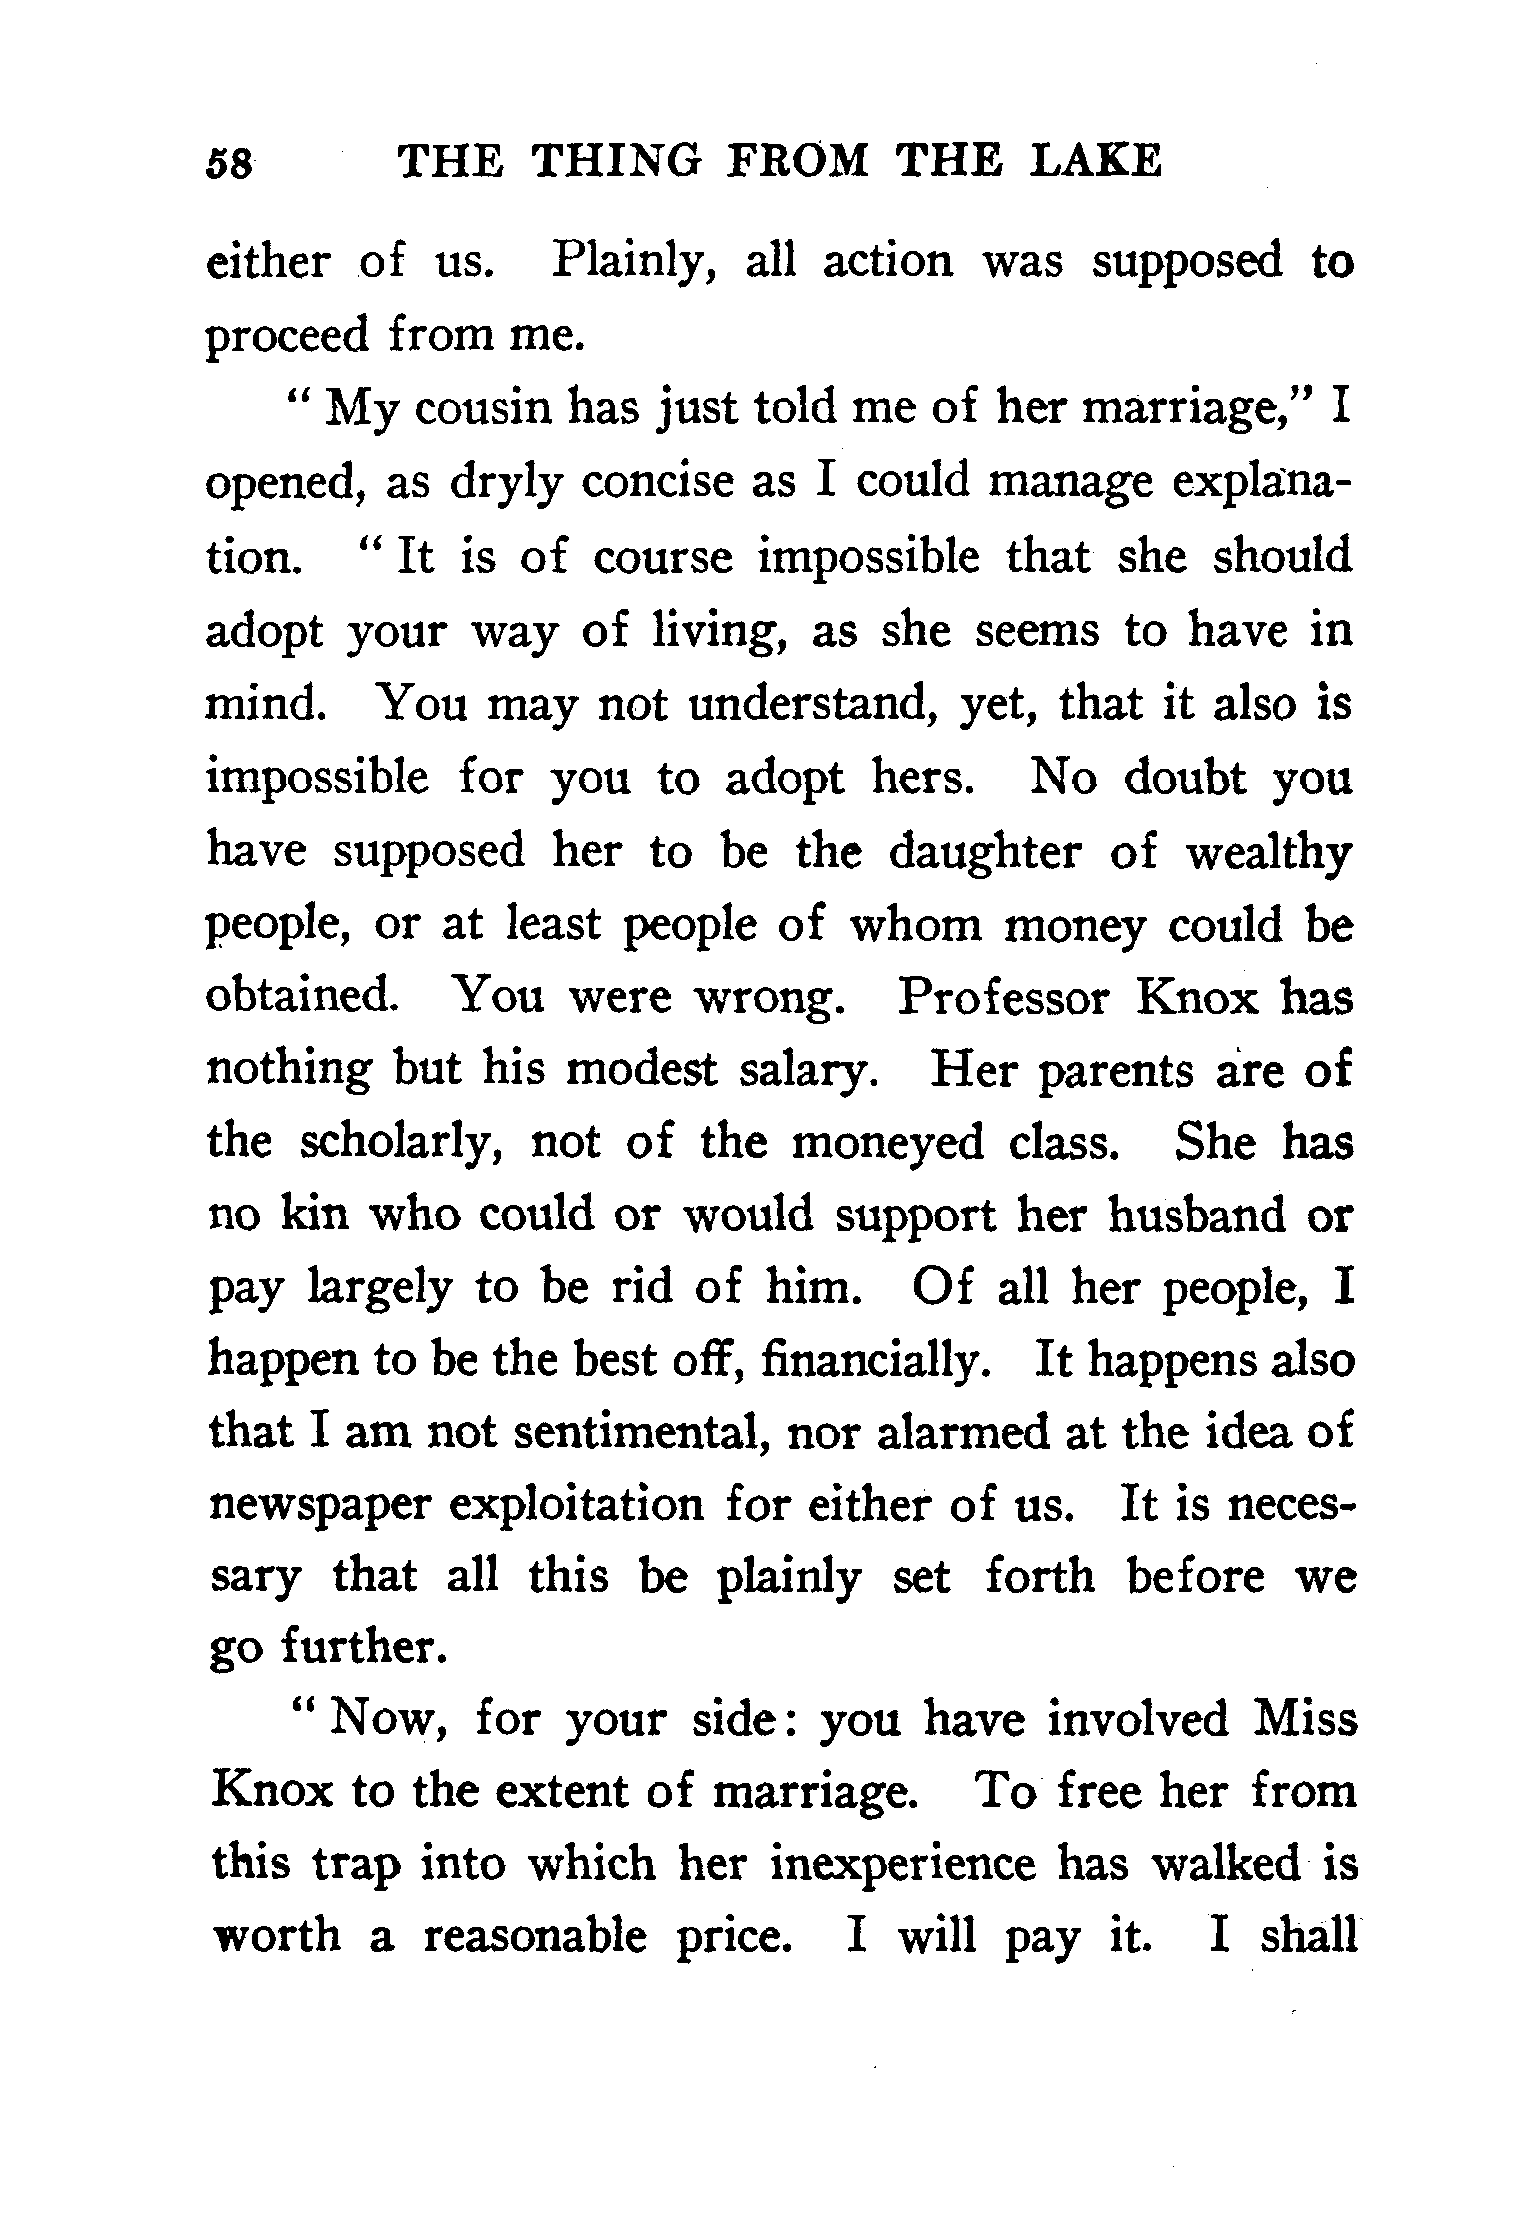 58 THE THING FROM THE LAKE
either of us. Plainly, all action was supposed to
proceed from me.
“ My cousin has just told me of her marriage,” I
opened, as dryly concise as I could manage explana-
tion. “ It is of course impossible that she should
adopt your way of living, as she seems to have in
mind. You may not understand, yet, that it also is
impossible for you to adopt hers. No doubt you
have supposed her to be the daughter of wealthy
people, or at least people of whom money could be
obtained. You were wrong. Professor Knox has
nothing but his modest salary. Her parents are of
the scholarly, not of the moneyed class. She has
no kin who could or would support her husband or
pay largely to be rid of him. Of all her people, I
happen to be the best off, financially. It happens also
that I am not sentimental, nor alarmed at the idea of
newspaper exploitation for either of us. It is neces-
sary that all this be plainly set forth before we
go further.
“ Now, for your side: you have involved Miss
Knox to the extent of marriage. To free her from
this trap into which her inexperience has walked is
worth a reasonable price. I will pay it. I shall